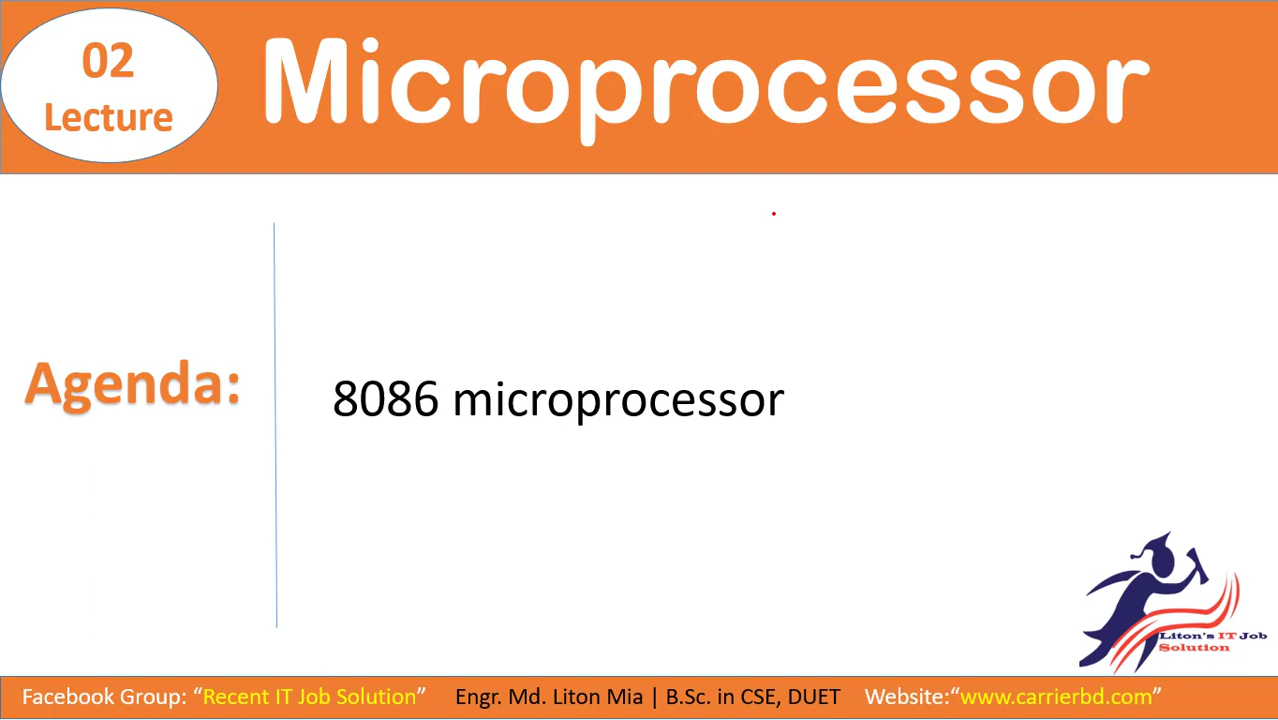 02
Lecture
Microprocessor
Agenda:
8086 microprocessor
Liton's IT Job
Solution
Facebook Group: “Recent IT Job Solution” Engr. Md. Liton Mia | B.Sc. in CSE, DUET Website:“www.carrierbd.com”